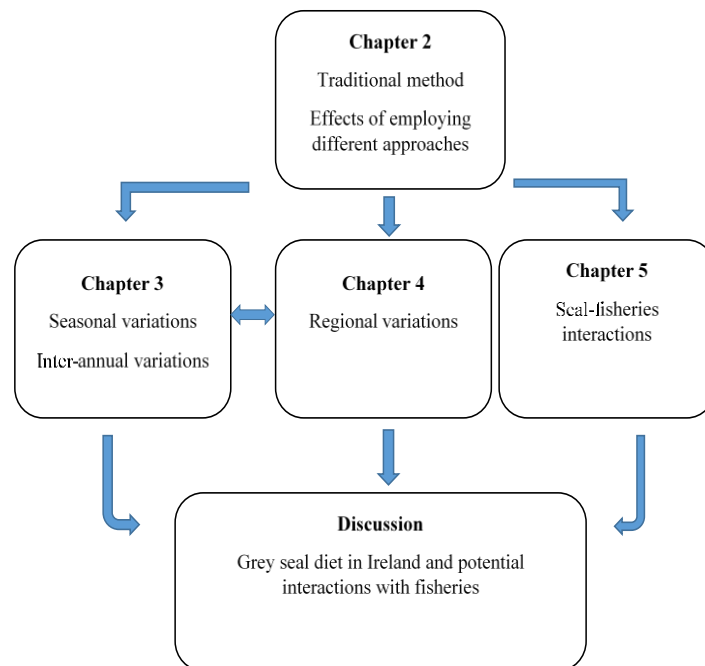 Chapter 2
Traditional method
Effects of employing
different approaches
Chapter 3
Seasonal variations
Inter-annual variations
Chapter 4
Regional variations
Chapter 5
Seal-fisheries
interactions
Discussion
Grey seal diet in Ireland and potential
interactions with fisheries